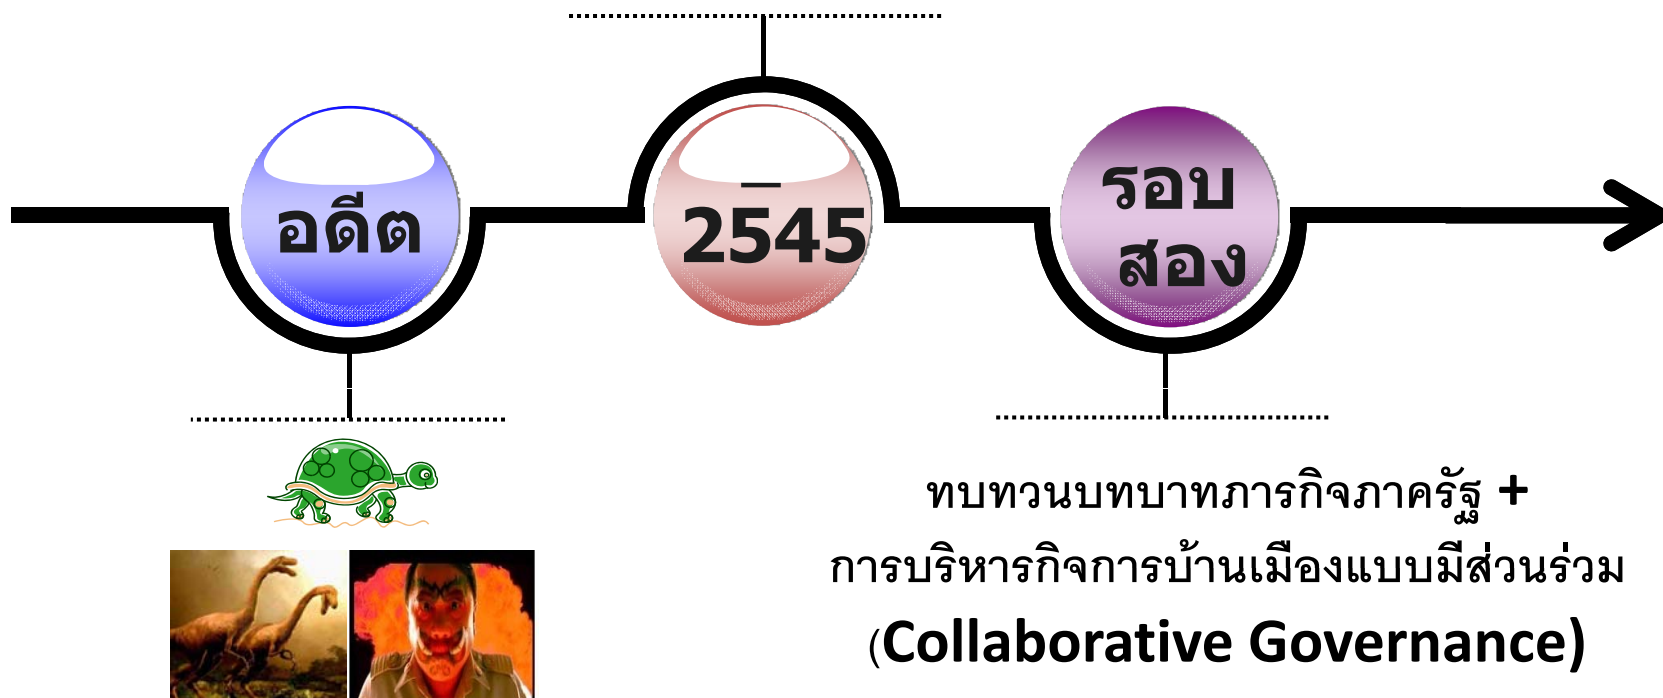 อดีต
–
2545
รอบ
สอง
ทบทวนบทบาทภารกิจภาครัฐ +
การบริหารกิจการบ้านเมืองแบบมีส่วนร่วม
(Collaborative Governance)